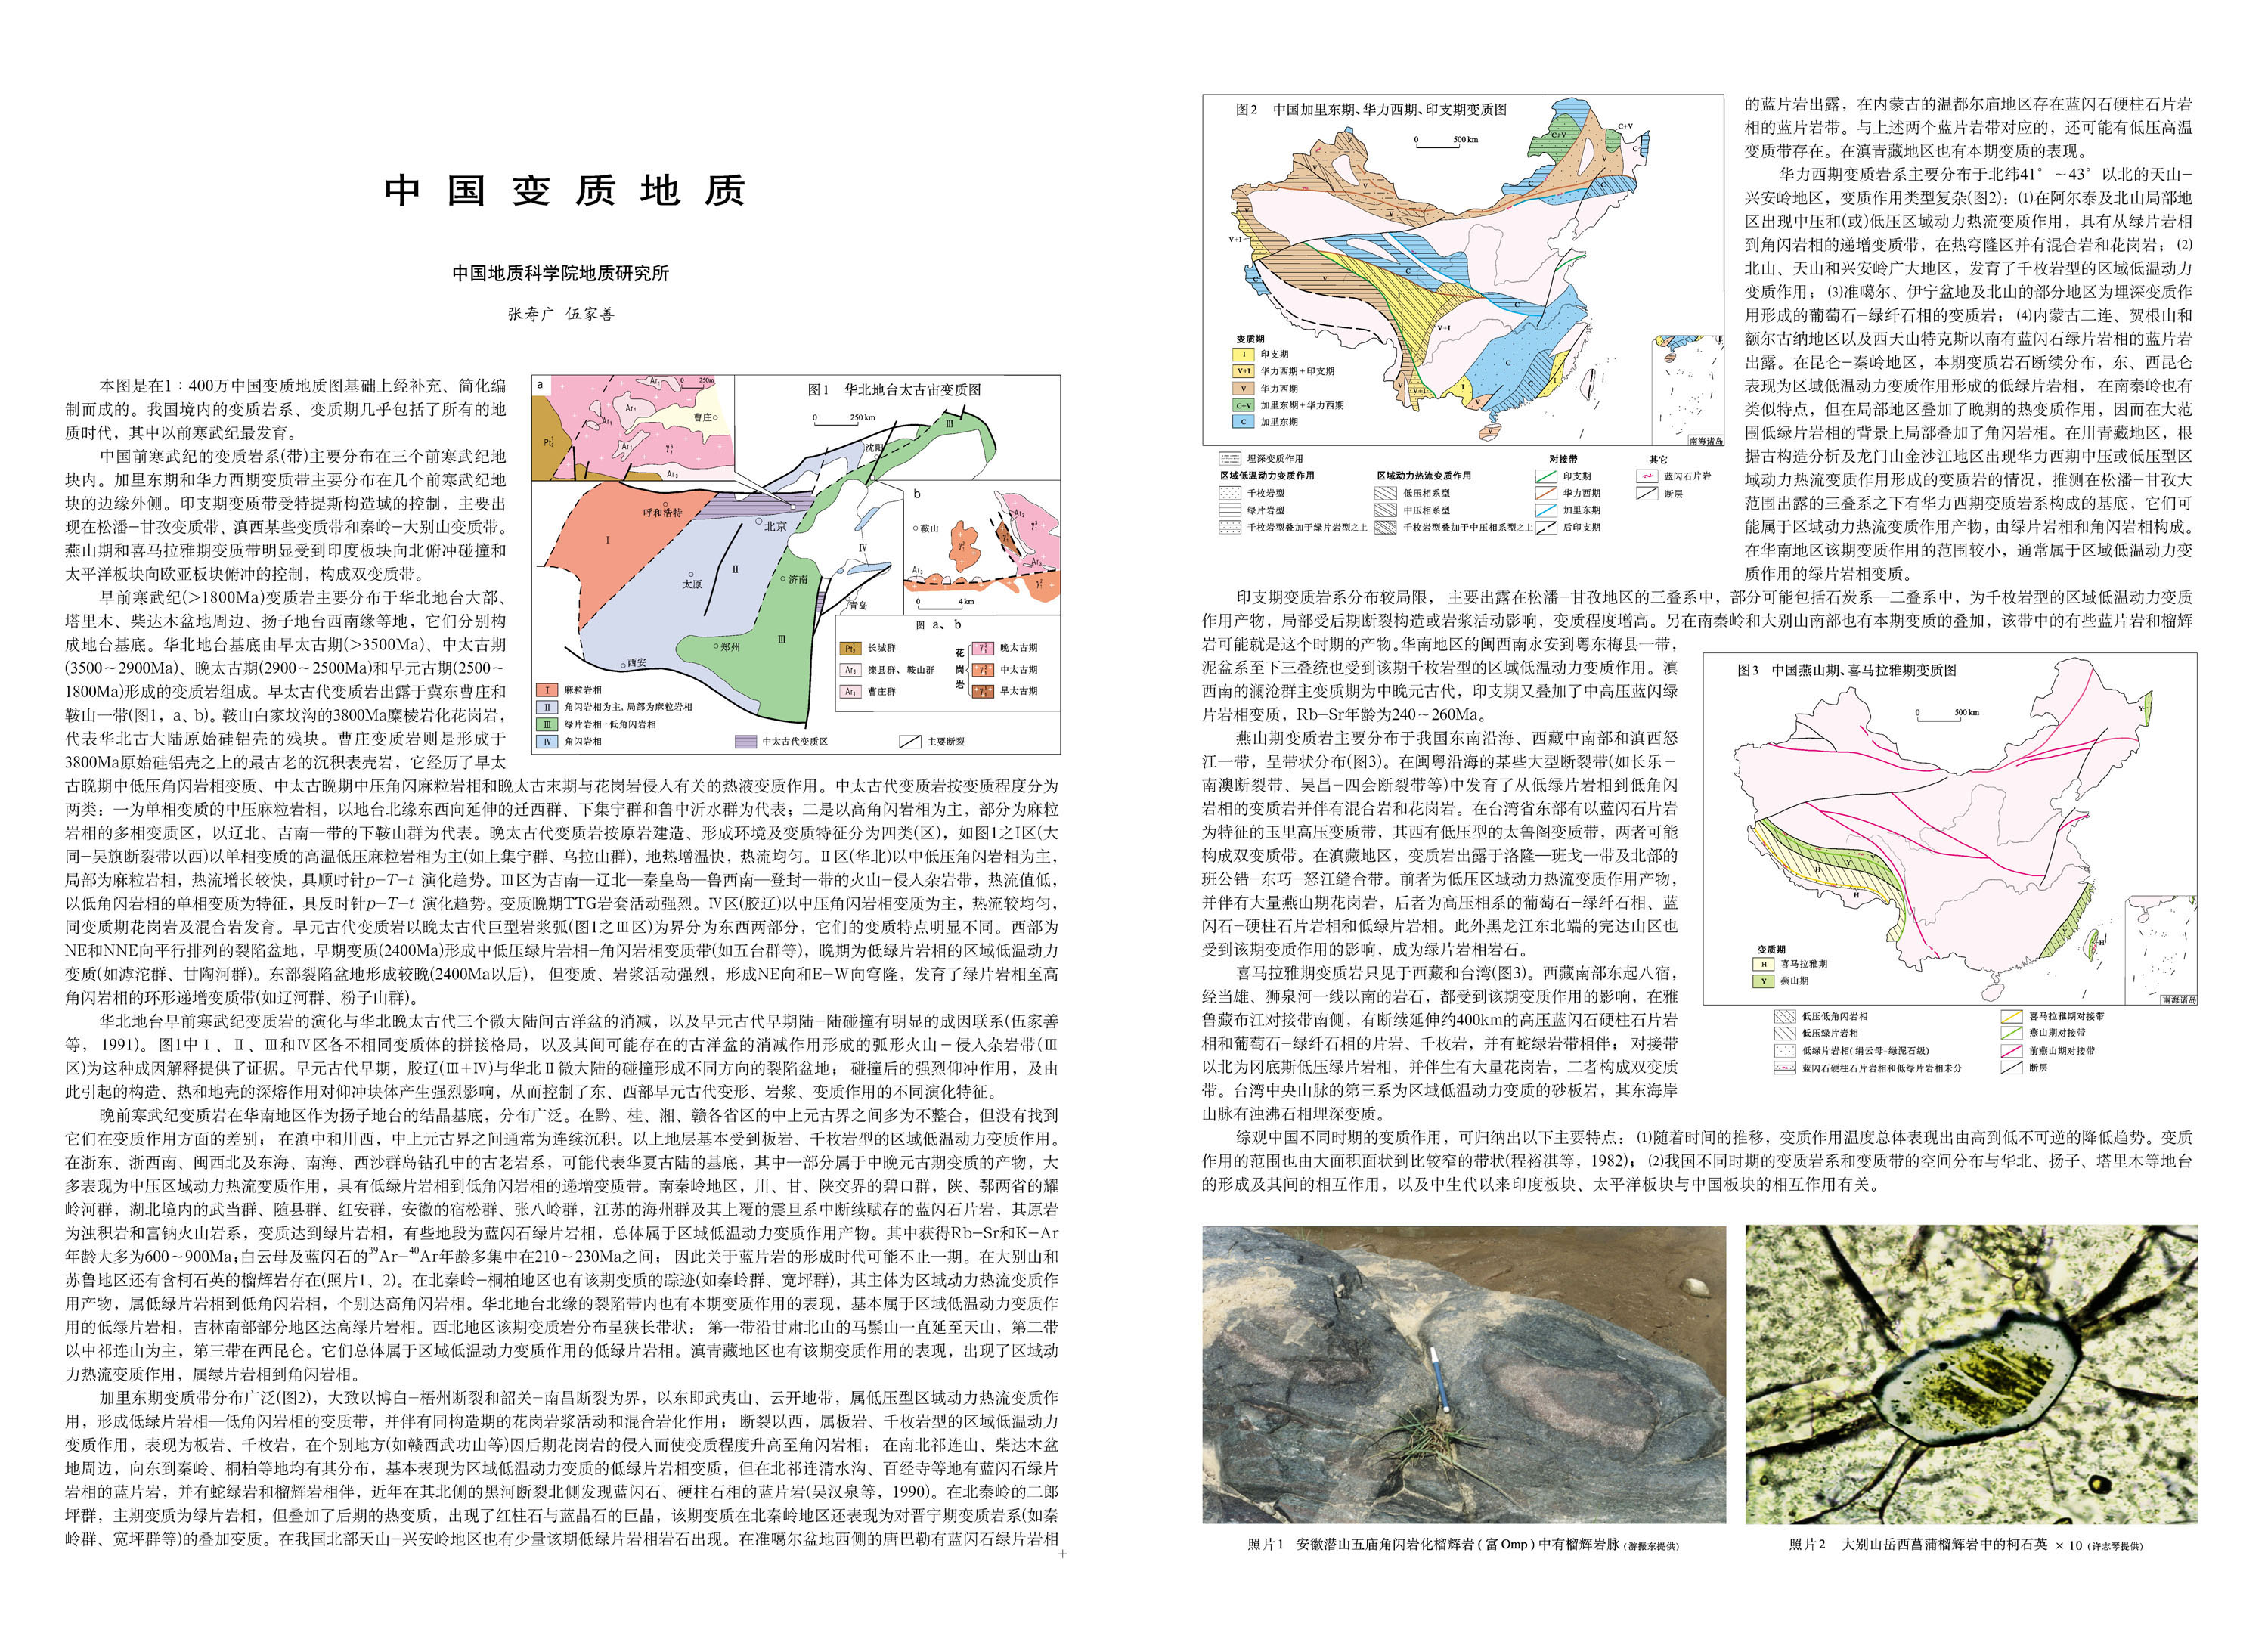 中国变质地质
中国地质科学院地质研究所
张寿广 伍家善
本图是在1：400万中国变质地质图基础上经补充、简化编
制而成的。我国境内的变质岩系、变质期几乎包括了所有的地
质时代，其中以前寒武纪最发育。
中国前寒武纪的变质岩系(带)主要分布在三个前寒武纪地
块内。加里东期和华力西期变质带主要分布在几个前寒武纪地
块的边缘外侧。印支期变质带受特提斯构造域的控制，主要出
现在松潘−甘孜变质带、滇西某些变质带和秦岭−大别山变质带。
燕山期和喜马拉雅期变质带明显受到印度板块向北俯冲碰撞和
太平洋板块向欧亚板块俯冲的控制，构成双变质带。
早前寒武纪(>1800Ma)变质岩主要分布于华北地台大部、
塔里木、柴达木盆地周边、扬子地台西南缘等地，它们分别构
成地台基底。华北地台基底由早太古期(>3500Ma)、中太古期
(3500~2900Ma)、晚太古期(2900~2500Ma)和早元古期(2500~
1800Ma)形成的变质岩组成。早太古代变质岩出露于冀东曹庄和
鞍山一带(图1，a、b)。鞍山白家坟沟的3800Ma糜棱岩化花岗岩，
代表华北古大陆原始硅铝壳的残块。曹庄变质岩则是形成于
3800Ma原始硅铝壳之上的最古老的沉积表壳岩，它经历了早太
古晚期中低压角闪岩相变质、中太古晚期中压角闪麻粒岩相和晚太古末期与花岗岩侵入有关的热液变质作用。中太古代变质岩按变质程度分为
两类：一为单相变质的中压麻粒岩相，以地台北缘东西向延伸的迁西群、下集宁群和鲁中沂水群为代表；二是以高角闪岩相为主，部分为麻粒
岩相的多相变质区，以辽北、吉南一带的下鞍山群为代表。晚太古代变质岩按原岩建造、形成环境及变质特征分为四类(区)，如图1之I区(大
同−吴旗断裂带以西)以单相变质的高温低压麻粒岩相为主(如上集宁群、乌拉山群)，地热增温快，热流均匀。Ⅱ区(华北)以中低压角闪岩相为主，
局部为麻粒岩相，热流增长较快，具顺时针p−T−t 演化趋势。Ⅲ区为吉南—辽北—秦皇岛—鲁西南—登封一带的火山−侵入杂岩带，热流值低，
以低角闪岩相的单相变质为特征，具反时针p−T−t 演化趋势。变质晚期TTG岩套活动强烈。Ⅳ区(胶辽)以中压角闪岩相变质为主，热流较均匀，
同变质期花岗岩及混合岩发育。早元古代变质岩以晚太古代巨型岩浆弧(图1之Ⅲ区)为界分为东西两部分，它们的变质特点明显不同。西部为
NE和NNE向平行排列的裂陷盆地，早期变质(2400Ma)形成中低压绿片岩相−角闪岩相变质带(如五台群等)，晚期为低绿片岩相的区域低温动力
变质(如滹沱群、甘陶河群)。东部裂陷盆地形成较晚(2400Ma以后)，但变质、岩浆活动强烈，形成NE向和E−W向穹隆，发育了绿片岩相至高
角闪岩相的环形递增变质带(如辽河群、粉子山群)。
华北地台早前寒武纪变质岩的演化与华北晚太古代三个微大陆间古洋盆的消减，以及早元古代早期陆−陆碰撞有明显的成因联系(伍家善
等，1991)。图1中Ⅰ、Ⅱ、Ⅲ和Ⅳ区各不相同变质体的拼接格局，以及其间可能存在的古洋盆的消减作用形成的弧形火山−侵入杂岩带(Ⅲ
区)为这种成因解释提供了证据。早元古代早期，胶辽(Ⅲ+Ⅳ)与华北Ⅱ微大陆的碰撞形成不同方向的裂陷盆地；碰撞后的强烈仰冲作用，及由
此引起的构造、热和地壳的深熔作用对仰冲块体产生强烈影响，从而控制了东、西部早元古代变形、岩浆、变质作用的不同演化特征。
晚前寒武纪变质岩在华南地区作为扬子地台的结晶基底，分布广泛。在黔、桂、湘、赣各省区的中上元古界之间多为不整合，但没有找到
它们在变质作用方面的差别；在滇中和川西，中上元古界之间通常为连续沉积。以上地层基本受到板岩、千枚岩型的区域低温动力变质作用。
在浙东、浙西南、闽西北及东海、南海、西沙群岛钻孔中的古老岩系，可能代表华夏古陆的基底，其中一部分属于中晚元古期变质的产物，大
多表现为中压区域动力热流变质作用，具有低绿片岩相到低角闪岩相的递增变质带。南秦岭地区，川、甘、陕交界的碧口群，陕、鄂两省的耀
岭河群，湖北境内的武当群、随县群、红安群，安徽的宿松群、张八岭群，江苏的海州群及其上覆的震旦系中断续赋存的蓝闪石片岩，其原岩
为浊积岩和富钠火山岩系，变质达到绿片岩相，有些地段为蓝闪石绿片岩相，总体属于区域低温动力变质作用产物。其中获得Rb−Sr和K−Ar
年龄大多为600~900Ma;白云母及蓝闪石的³⁹Ar−⁴⁰Ar年龄多集中在210~230Ma之间；因此关于蓝片岩的形成时代可能不止一期。在大别山和
苏鲁地区还有含柯石英的榴辉岩存在(照片1、2)。在北秦岭−桐柏地区也有该期变质的踪迹(如秦岭群、宽坪群)，其主体为区域动力热流变质作
用产物，属低绿片岩相到低角闪岩相，个别达高角闪岩相。华北地台北缘的裂陷带内也有本期变质作用的表现，基本属于区域低温动力变质作
用的低绿片岩相，吉林南部部分地区达高绿片岩相。西北地区该期变质岩分布呈狭长带状：第一带沿甘肃北山的马鬃山一直延至天山，第二带
以中祁连山为主，第三带在西昆仑。它们总体属于区域低温动力变质作用的低绿片岩相。滇青藏地区也有该期变质作用的表现，出现了区域动
力热流变质作用，属绿片岩相到角闪岩相。
加里东期变质带分布广泛(图2)，大致以博白−梧州断裂和韶关−南昌断裂为界，以东即武夷山、云开地带，属低压型区域动力热流变质作
用，形成低绿片岩相—低角闪岩相的变质带，并伴有同构造期的花岗岩浆活动和混合岩化作用；断裂以西，属板岩、千枚岩型的区域低温动力
变质作用，表现为板岩、千枚岩，在个别地方(如赣西武功山等)因后期花岗岩的侵入而使变质程度升高至角闪岩相；在南北祁连山、柴达木盆
地周边，向东到秦岭、桐柏等地均有其分布，基本表现为区域低温动力变质的低绿片岩相变质，但在北祁连清水沟、百经寺等地有蓝闪石绿片
岩相的蓝片岩，并有蛇绿岩和榴辉岩相伴，近年在其北侧的黑河断裂北侧发现蓝闪石、硬柱石相的蓝片岩(吴汉泉等，1990)。在北秦岭的二郎
坪群，主期变质为绿片岩相，但叠加了后期的热变质，出现了红柱石与蓝晶石的巨晶，该期变质在北秦岭地区还表现为对晋宁期变质岩系(如秦
岭群、宽坪群等)的叠加变质。在我国北部天山−兴安岭地区也有少量该期低绿片岩相岩石出现。在准噶尔盆地西侧的唐巴勒有蓝闪石绿片岩相
a
Ar₁
0 250m
曹庄
Ar₁
Ar₁
Ar₁
Ar₂
图1 华北地台太古宙变质图
0 250km
沈阳
Ⅲ
呼和浩特
北京
Ⅰ
Ⅱ
太原
济南
Ⅳ
青岛
郑州
Ⅲ
西安
b
鞍山
Ar₂
0 4km
图 a、b
长城群
Ar₂ 滦县群、鞍山群
Ar₁ 曹庄群
花岗岩
晚太古期
中太古期
早太古期
Ⅰ 麻粒岩相
Ⅱ 角闪岩相为主，局部为麻粒岩相
Ⅲ 绿片岩相−低角闪岩相
Ⅳ 角闪岩相
中太古代变质区
主要断裂
图2 中国加里东期、华力西期、印支期变质图
0 500km
C+V
C+V
V+I
V+I
V+I
变质期
I 印支期
V+I 华力西期+印支期
V 华力西期
C+V 加里东期+华力西期
C 加里东期
南海诸岛
埋深变质作用
区域低温动力变质作用
千枚岩型
绿片岩型
千枚岩型叠加于绿片岩型之上
区域动力热流变质作用
低压相系型
中压相系型
千枚岩型叠加于中压相系型之上
对接带
印支期
华力西期
加里东期
后印支期
其它
蓝闪石片岩
断层
的蓝片岩出露，在内蒙古的温都尔庙地区存在蓝闪石硬柱石片岩
相的蓝片岩带。与上述两个蓝片岩带对应的，还可能有低压高温
变质带存在。在滇青藏地区也有本期变质的表现。
华力西期变质岩系主要分布于北纬41°~43°以北的天山−
兴安岭地区，变质作用类型复杂(图2)：⑴在阿尔泰及北山局部地
区出现中压和(或)低压区域动力热流变质作用，具有从绿片岩相
到角闪岩相的递增变质带，在热穹隆区并有混合岩和花岗岩；⑵
北山、天山和兴安岭广大地区，发育了千枚岩型的区域低温动力
变质作用；⑶准噶尔、伊宁盆地及北山的部分地区为埋深变质作
用形成的葡萄石−绿纤石相的变质岩；⑷内蒙古二连、贺根山和
额尔古纳地区以及西天山特克斯以南有蓝闪石绿片岩相的蓝片岩
出露。在昆仑−秦岭地区，本期变质岩石断续分布，东、西昆仑
表现为区域低温动力变质作用形成的低绿片岩相，在南秦岭也有
类似特点，但在局部地区叠加了晚期的热变质作用，因而在大范
围低绿片岩相的背景上局部叠加了角闪岩相。在川青藏地区，根
据古构造分析及龙门山金沙江地区出现华力西期中压或低压型区
域动力热流变质作用形成的变质岩的情况，推测在松潘−甘孜大
范围出露的三叠系之下有华力西期变质岩系构成的基底，它们可
能属于区域动力热流变质作用产物，由绿片岩相和角闪岩相构成。
在华南地区该期变质作用的范围较小，通常属于区域低温动力变
质作用的绿片岩相变质。
印支期变质岩系分布较局限，主要出露在松潘−甘孜地区的三叠系中，部分可能包括石炭系—二叠系中，为千枚岩型的区域低温动力变质
作用产物，局部受后期断裂构造或岩浆活动影响，变质程度增高。另在南秦岭和大别山南部也有本期变质的叠加，该带中的有些蓝片岩和榴辉
岩可能就是这个时期的产物。华南地区的闽西南永安到粤东梅县一带，
泥盆系至下三叠统也受到该期千枚岩型的区域低温动力变质作用。滇
西南的澜沧群主变质期为中晚元古代，印支期又叠加了中高压蓝闪绿
片岩相变质，Rb−Sr年龄为240~260Ma。
燕山期变质岩主要分布于我国东南沿海、西藏中南部和滇西怒
江一带，呈带状分布(图3)。在闽粤沿海的某些大型断裂带(如长乐−
南澳断裂带、吴昌−四会断裂带等)中发育了从低绿片岩相到低角闪
岩相的变质岩并伴有混合岩和花岗岩。在台湾省东部有以蓝闪石片岩
为特征的玉里高压变质带，其西有低压型的太鲁阁变质带，两者可能
构成双变质带。在滇藏地区，变质岩出露于洛隆—班戈一带及北部的
班公错−东巧−怒江缝合带。前者为低压区域动力热流变质作用产物，
并伴有大量燕山期花岗岩，后者为高压相系的葡萄石−绿纤石相、蓝
闪石−硬柱石片岩相和低绿片岩相。此外黑龙江东北端的完达山区也
受到该期变质作用的影响，成为绿片岩相岩石。
喜马拉雅期变质岩只见于西藏和台湾(图3)。西藏南部东起八宿，
经当雄、狮泉河一线以南的岩石，都受到该期变质作用的影响，在雅
鲁藏布江对接带南侧，有断续延伸约400km的高压蓝闪石硬柱石片岩
相和葡萄石−绿纤石相的片岩、千枚岩，并有蛇绿岩带相伴；对接带
以北为冈底斯低压绿片岩相，并伴生有大量花岗岩，二者构成双变质
带。台湾中央山脉的第三系为区域低温动力变质的砂板岩，其东海岸
山脉有浊沸石相埋深变质。
图3 中国燕山期、喜马拉雅期变质图
0 500km
Y
Y
H
H
H
变质期
H 喜马拉雅期
Y 燕山期
南海诸岛
低压低角闪岩相
低压绿片岩相
低绿片岩相(绢云母−绿泥石级)
蓝闪石硬柱石片岩相和低绿片岩相未分
喜马拉雅期对接带
燕山期对接带
前燕山期对接带
断层
综观中国不同时期的变质作用，可归纳出以下主要特点：⑴随着时间的推移，变质作用温度总体表现出由高到低不可逆的降低趋势。变质
作用的范围也由大面积面状到比较窄的带状(程裕淇等，1982)；⑵我国不同时期的变质岩系和变质带的空间分布与华北、扬子、塔里木等地台
的形成及其间的相互作用，以及中生代以来印度板块、太平洋板块与中国板块的相互作用有关。
照片1 安徽潜山五庙角闪岩化榴辉岩(富Omp)中有榴辉岩脉(游振东提供)
照片2 大别山岳西菖蒲榴辉岩中的柯石英 ×10 (许志琴提供)